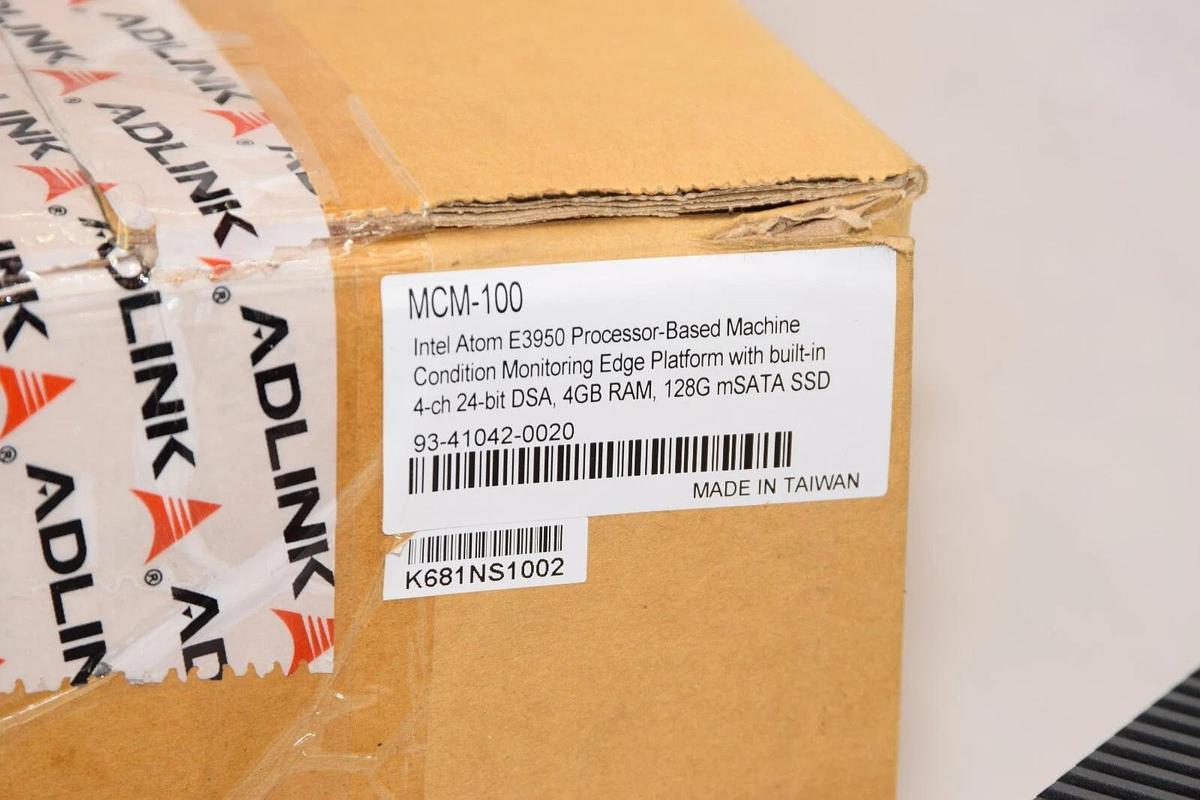 ADLINK
ADLINK
ADLINK
ADLINK
ADLINK
ADLINK
MCM-100
Intel Atom E3950 Processor-Based Machine
Condition Monitoring Edge Platform with built-in
4-ch 24-bit DSA, 4GB RAM, 128G mSATA SSD
93-41042-0020
MADE IN TAIWAN
K681NS1002